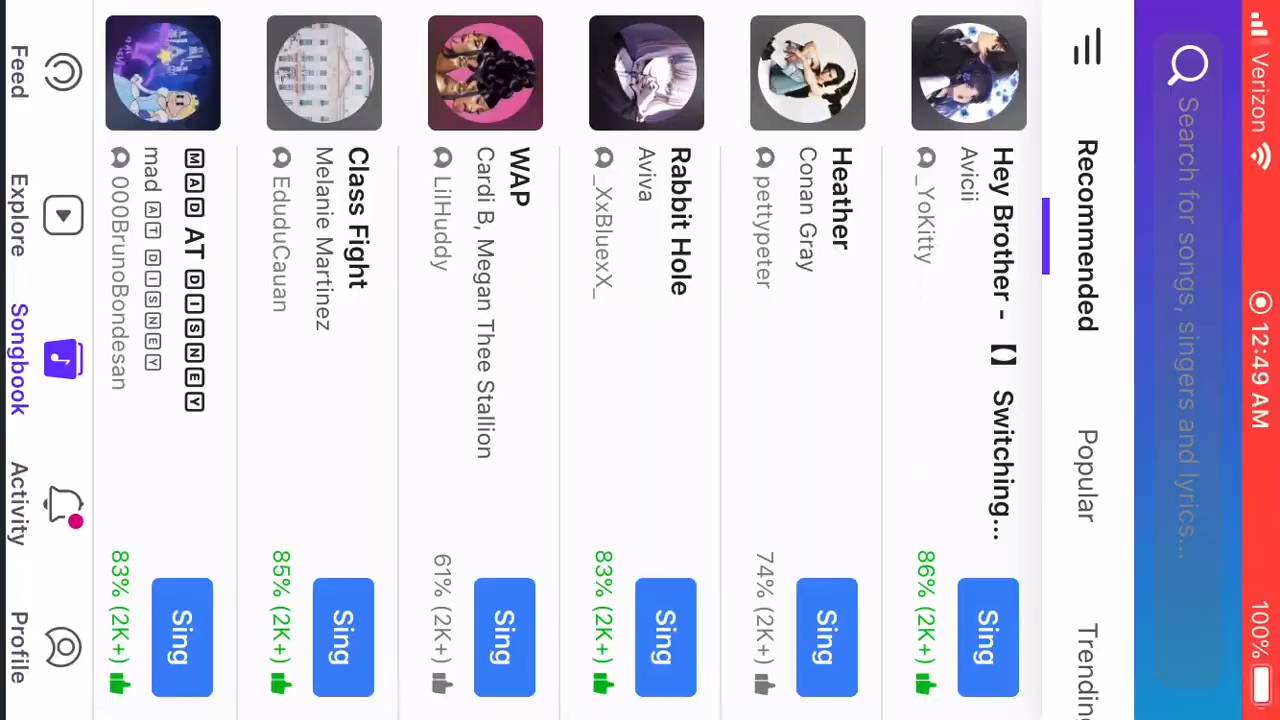 Verizon 12:49 AM 100%
Search for songs, singers and lyrics...
Recommended Popular Trending
Hey Brother - 【】 Switching...
Avicii
_YoKitty
86% (2K+)
Sing
Heather
Conan Gray
pettypeter
74% (2K+)
Sing
Rabbit Hole
Aviva
_XxBluexX_
83% (2K+)
Sing
WAP
Cardi B, Megan Thee Stallion
LilHuddy
61% (2K+)
Sing
Class Fight
Melanie Martinez
EduduCauan
85% (2K+)
Sing
🄼🄰🄳 AT 🄳🄸🅂🄽🄴🅈
mad 🄰🅃 🄳🄸🅂🄽🄴🅈
000BrunoBondesan
83% (2K+)
Sing
Feed Explore Songbook Activity Profile